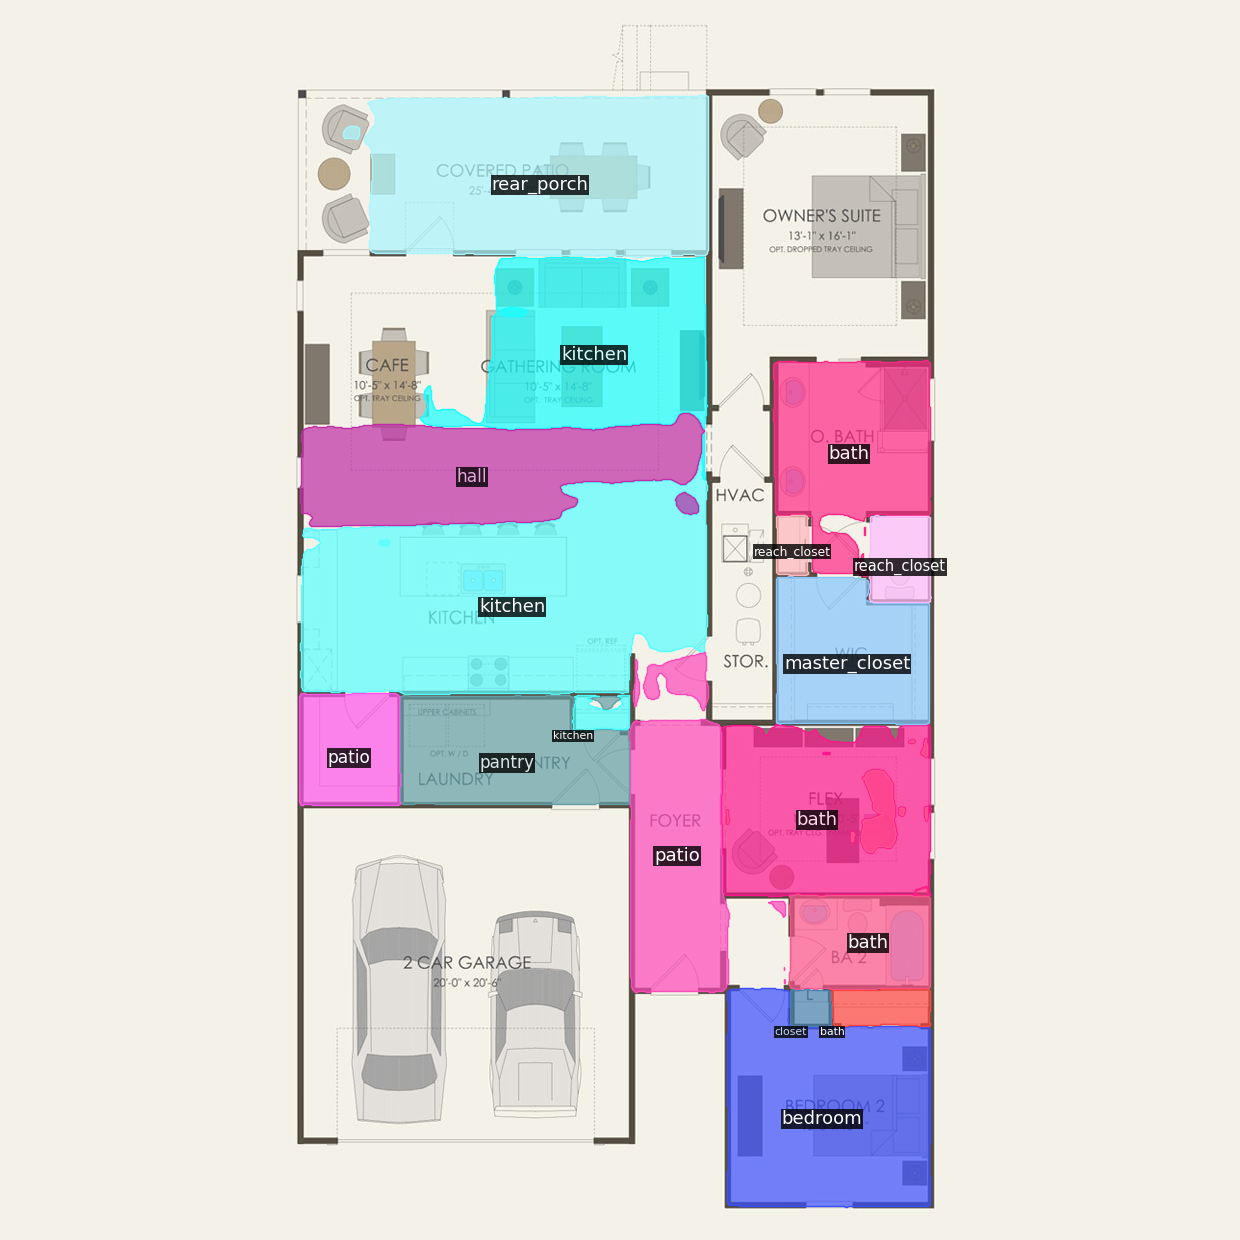 COVERED PATIO
25'-
rear_porch
OWNER'S SUITE
13'-1" x 16'-1"
OPT. DROPPED TRAY CEILING
kitchen
CAFE
10'-5" x 14'-8"
OPT. TRAY CEILING
GATHERING ROOM
10'-5" x 14'-8"
OPT. TRAY CEILING
O. BATH
bath
hall
HVAC
reach_closet
reach_closet
kitchen
KITCHEN
OPT. REF.
STOR.
WIC
master_closet
UPPER CABINETS
kitchen
OPT. W / D
patio
pantry
NTRY
LAUNDRY
FLEX
bath
OPT. TRAY CLG.
FOYER
patio
bath
BA 2
2 CAR GARAGE
20'-0" x 20'-6"
L
closet
bath
BEDROOM 2
bedroom